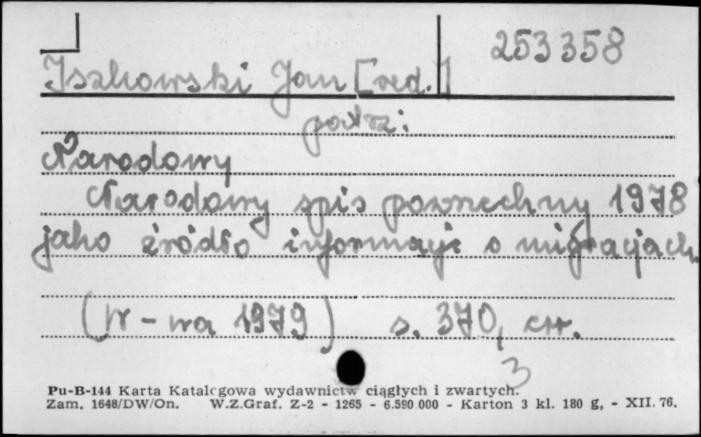 253358
Iszkowski Jan [red.]
patrz:
Narodowy
Narodowy spis powszechny 1978
jako źródło informacji o migracjach
(W-wa 1979) s. 370,
3
Pu-B-144 Karta Katalogowa wydawnictw ciągłych i zwartych.
Zam. 1648/DW/On. W.Z.Graf. Z-2 - 1265 - 6.590 000 - Karton 3 kl. 180 g, - XII. 76.